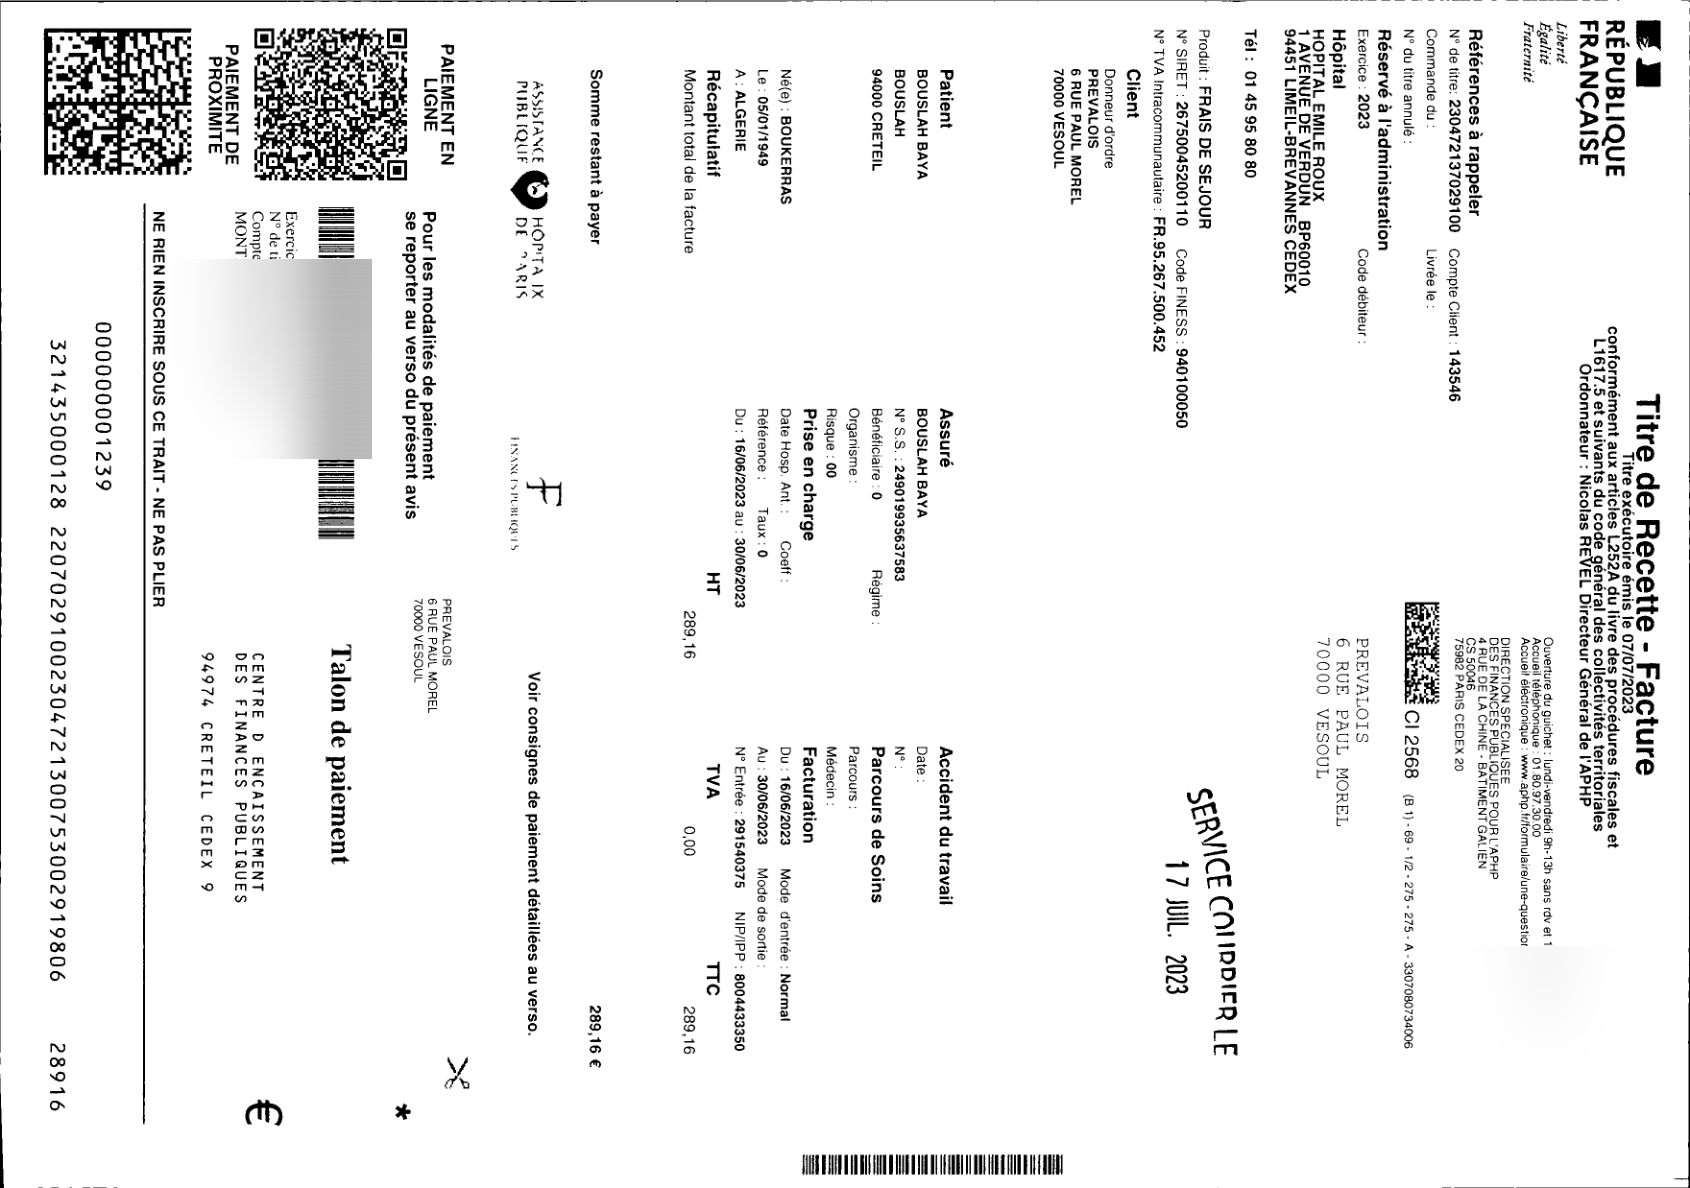 RÉPUBLIQUE
FRANÇAISE
Liberté
Égalité
Fraternité
Titre de Recette - Facture
Titre exécutoire émis le 07/07/2023
conformément aux articles L252A du livre des procédures fiscales et
L1617.5 et suivants du code général des collectivités territoriales
Ordonnateur : Nicolas REVEL Directeur Général de l'APHP
Références à rappeler
N° de titre: 230472137029100 Compte Client : 143546
Commande du : Livrée le :
N° du titre annulé :
Réservé à l'administration
Exercice : 2023 Code débiteur :
Hôpital
HOPITAL EMILE ROUX
1 AVENUE DE VERDUN BP60010
94451 LIMEIL-BREVANNES CEDEX
Tél : 01 45 95 80 80
Ouverture du guichet : lundi-vendredi 9h-13h sans rdv et 1
Accueil téléphonique : 01.80.97.30.00
Accueil électronique : www.aphp.fr/formulaire/une-question
DIRECTION SPECIALISEE
DES FINANCES PUBLIQUES POUR L'APHP
4 RUE DE LA CHINE - BATIMENT GALIEN
CS 50046
75982 PARIS CEDEX 20
CI 2568 (B 1) - 69 - 1/2 - 275 - 275 - A - 3307080734006
PREVALOIS
6 RUE PAUL MOREL
70000 VESOUL
SERVICE COURRIER LE
17 JUIL. 2023
Produit : FRAIS DE SEJOUR
N° SIRET : 26750045200110 Code FINESS : 940100050
N° TVA Intracommunautaire : FR.95.267.500.452
Client
Donneur d'ordre
PREVALOIS
6 RUE PAUL MOREL
70000 VESOUL
Patient
BOUSLAH BAYA
BOUSLAH
94000 CRETEIL
Né(e) : BOUKERRAS
Le : 05/01/1949
A : ALGERIE
Assuré
BOUSLAH BAYA
N° S.S. : 249019935637583
Bénéficiaire : 0 Régime :
Organisme :
Risque : 00
Prise en charge
Date Hosp. Ant. : Coeff :
Référence : Taux : 0
Du : 16/06/2023 au : 30/06/2023
Accident du travail
Date :
N° :
Parcours de Soins
Parcours :
Médecin :
Facturation
Du : 16/06/2023 Mode d'entrée : Normal
Au : 30/06/2023 Mode de sortie :
N° Entrée : 291540375 NIP/IPP : 8004433350
Récapitulatif HT TVA TTC
Montant total de la facture 289,16 0,00 289,16
Somme restant à payer 289,16 €
Voir consignes de paiement détaillées au verso.
ASSISTANCE HÔPITAUX
PUBLIQUE DE PARIS
FINANCES PUBLIQUES
PAIEMENT EN
LIGNE
PAIEMENT DE
PROXIMITE
Pour les modalités de paiement
se reporter au verso du présent avis
PREVALOIS
6 RUE PAUL MOREL
70000 VESOUL
*
Talon de paiement
Exercic
N° de ti
Compte
MONT
CENTRE D ENCAISSEMENT
DES FINANCES PUBLIQUES
94974 CRETEIL CEDEX 9
€
NE RIEN INSCRIRE SOUS CE TRAIT - NE PAS PLIER
000000001239
321435000128 22070291002304721300753002919806 28916